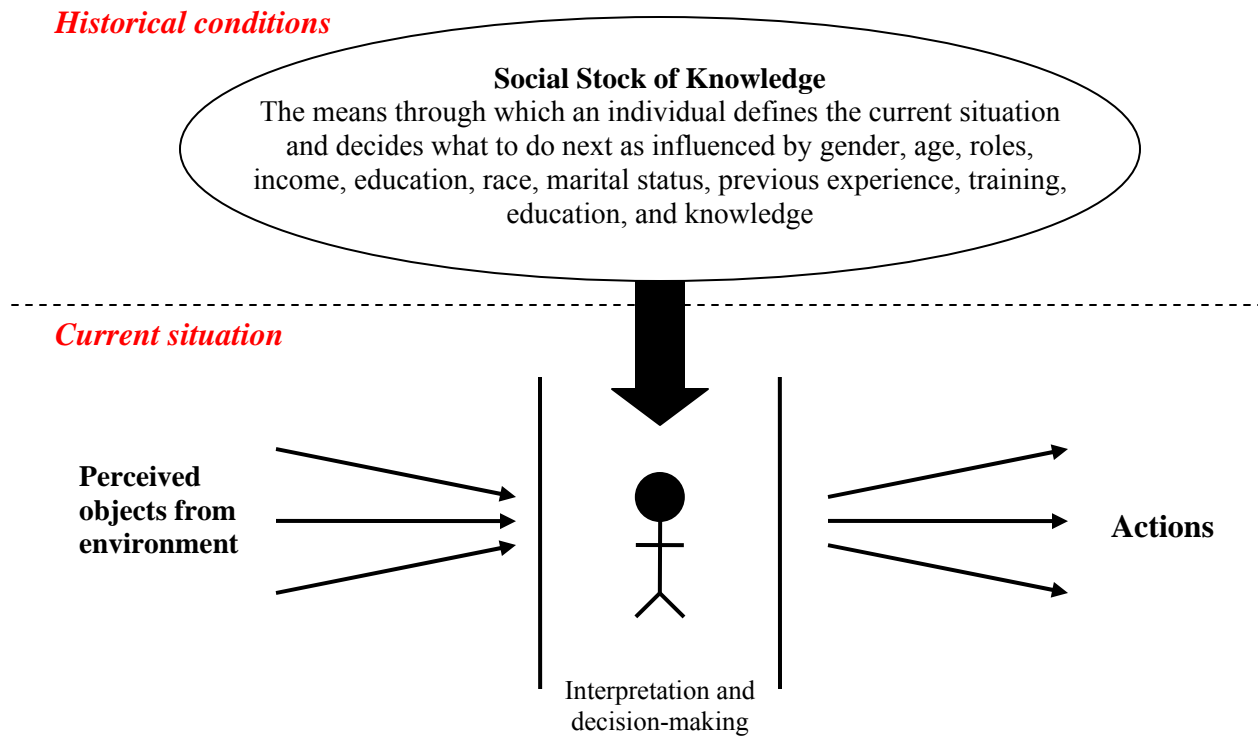 Historical conditions
Social Stock of Knowledge
The means through which an individual defines the current situation
and decides what to do next as influenced by gender, age, roles,
income, education, race, marital status, previous experience, training,
education, and knowledge
Current situation
Perceived
objects from
environment
Actions
Interpretation and
decision-making